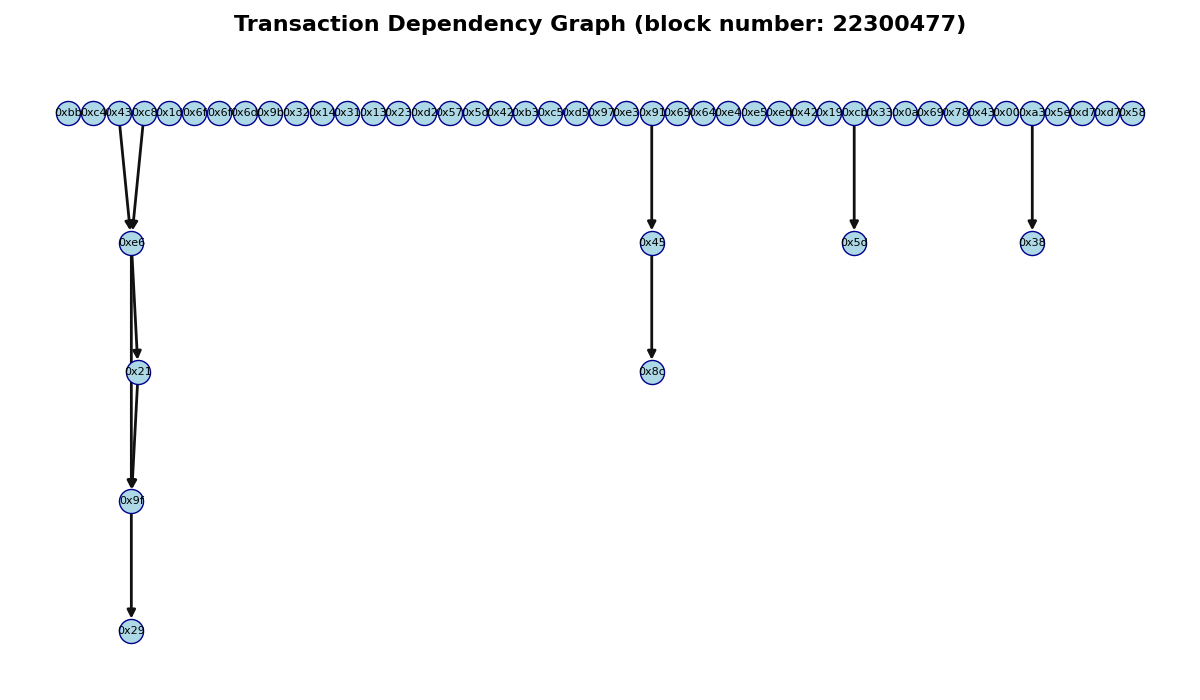 Transaction Dependency Graph (block number: 22300477)
0xbb 0xc4 0x43 0xc8 0x1d 0x6f 0x6f 0x6d 0x9b 0x32 0x14 0x31 0x13 0x23 0xd2 0x57 0x5d 0x42 0xb3 0xc5 0xd5 0x97 0xe3 0x91 0x65 0x64 0xe4 0xe5 0xed 0x42 0x19 0xcb 0x33 0x0a 0x69 0x78 0x43 0x00 0xa3 0x5e 0xd7 0xd7 0x58
0xe6 0x45 0x5d 0x38
0x21 0x8c
0x9f
0x29